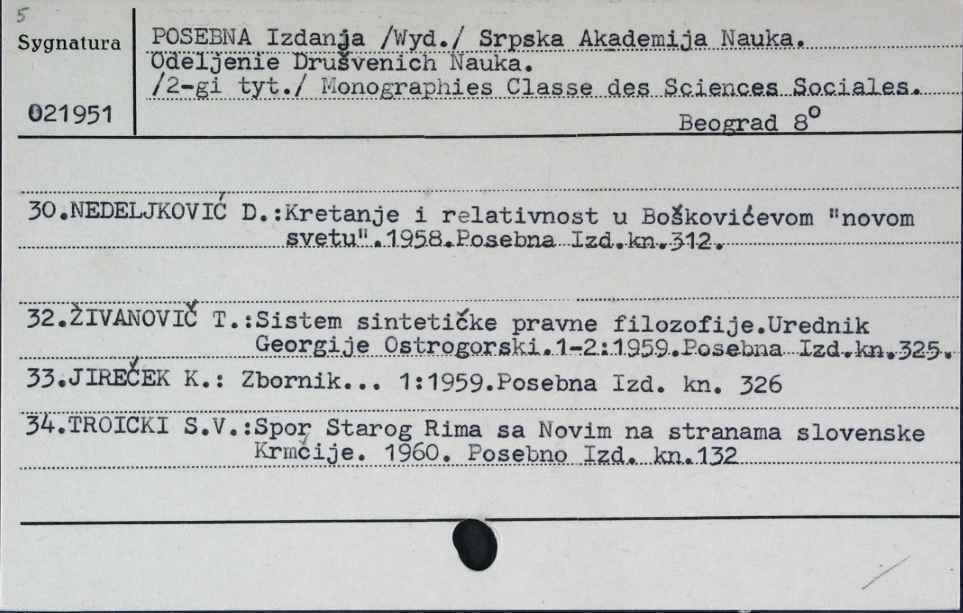 5
Sygnatura
021951
POSEBNA Izdanja /Wyd./ Srpska Akademija Nauka.
Odeljenie Društvenich Nauka.
/2-gi tyt./ Monographies Classe des Sciences Sociales.
Beograd 8⁰
30.NEDELJKOVIĆ D.:Kretanje i relativnost u Boškovićevom "novom
svetu".1958.Posebna Izd.kn.312.
32.ŽIVANOVIČ T.:Sistem sintetičke pravne filozofije.Urednik
Georgije Ostrogorski.1-2:1959.Posebna Izd.kn.325.
33.JIREČEK K.: Zbornik... 1:1959.Posebna Izd. kn. 326
34.TROICKI S.V.:Spor Starog Rima sa Novim na stranama slovenske
Krmćije. 1960. Posebno Izd. kn.132